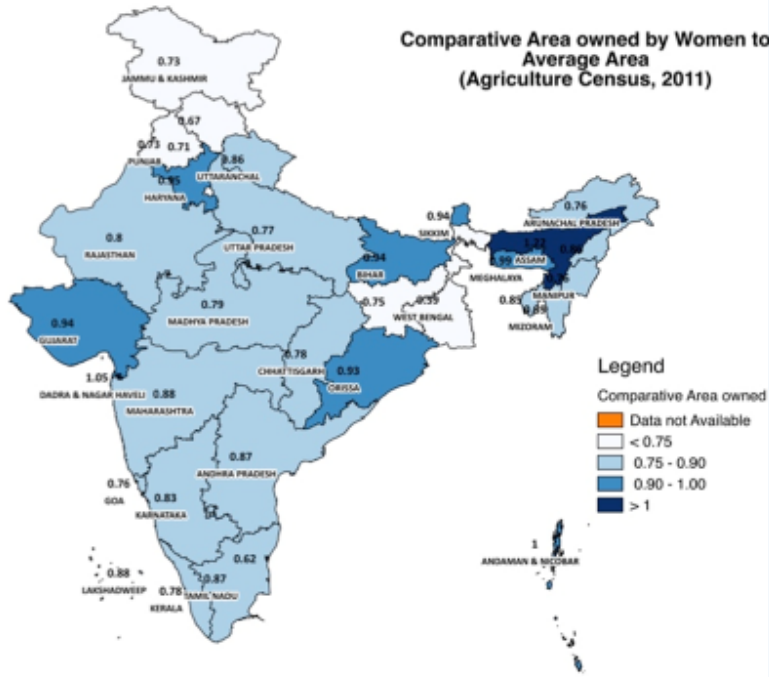 Comparative Area owned by Women to
Average Area
(Agriculture Census, 2011)
0.73
JAMMU & KASHMIR
0.67
0.73
0.71
PUNJAB
0.86
UTTARANCHAL
0.95
HARYANA
0.76
ARUNACHAL PRADESH
0.94
SIKKIM
0.8
RAJASTHAN
0.77
UTTAR PRADESH
1.22
0.99
ASSAM
0.94
BIHAR
MEGHALAYA
MANIPUR
0.94
GUJARAT
0.79
MADHYA PRADESH
0.75
0.59
WEST BENGAL
0.85
0.89
MIZORAM
0.78
CHHATTISGARH
0.93
ORISSA
1.05
DADRA & NAGAR HAVELI
0.88
MAHARASHTRA
Legend
Comparative Area owned
Data not Available
< 0.75
0.75 - 0.90
0.90 - 1.00
> 1
0.87
ANDHRA PRADESH
0.76
GOA
0.83
KARNATAKA
1
ANDAMAN & NICOBAR
0.62
0.88
LAKSHADWEEP
0.78
KERALA
0.87
TAMIL NADU